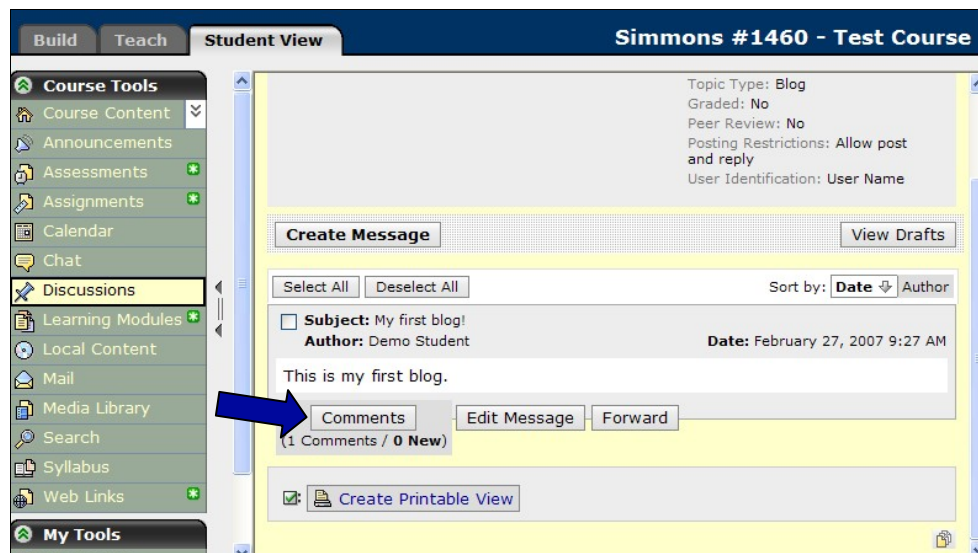 Build Teach Student View Simmons #1460 - Test Course
Course Tools
Course Content
Announcements
Assessments
Assignments
Calendar
Chat
Discussions
Learning Modules
Local Content
Mail
Media Library
Search
Syllabus
Web Links
My Tools
Topic Type: Blog
Graded: No
Peer Review: No
Posting Restrictions: Allow post
and reply
User Identification: User Name
Create Message View Drafts
Select All Deselect All Sort by: Date Author
Subject: My first blog!
Author: Demo Student Date: February 27, 2007 9:27 AM
This is my first blog.
Comments Edit Message Forward
(1 Comments / 0 New)
Create Printable View